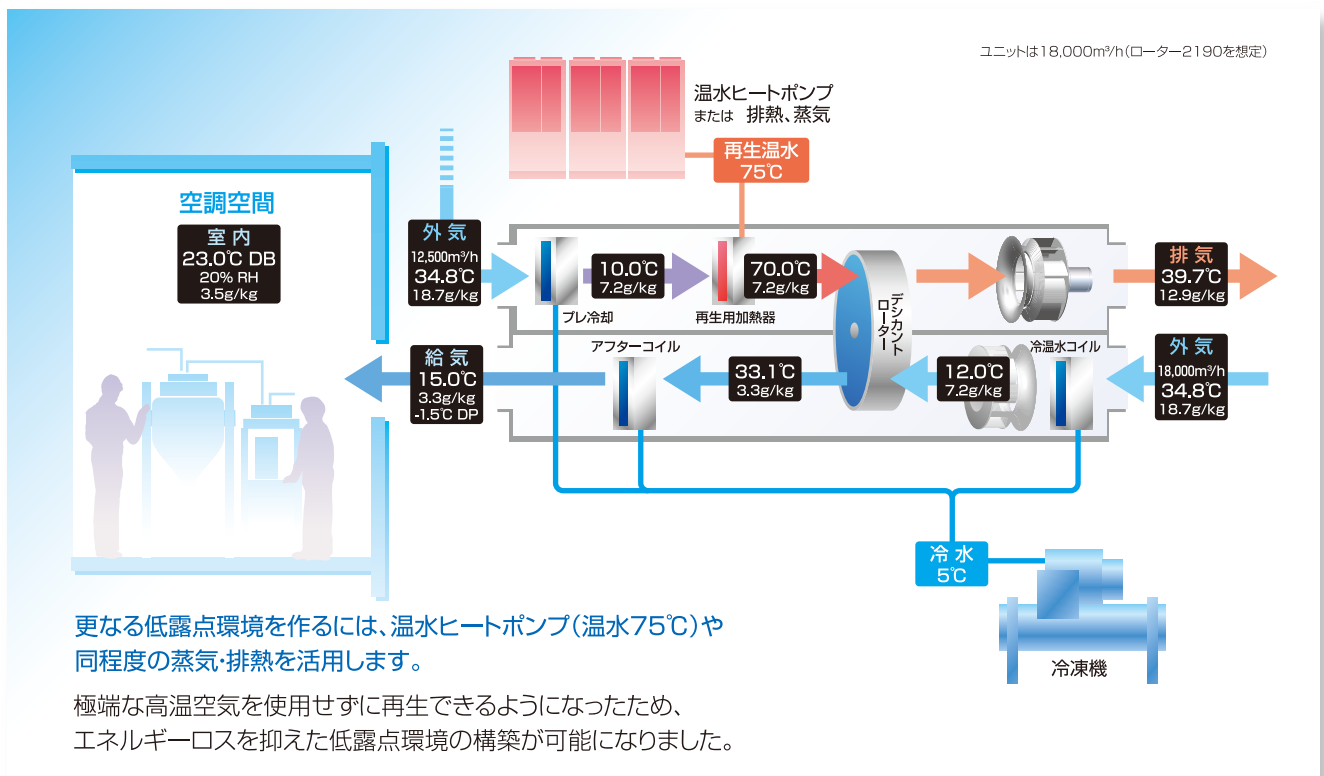 ユニットは18,000m³/h（ローター2190を想定）
温水ヒートポンプ
または 排熱、蒸気
再生温水
75℃
空調空間
室内
23.0℃ DB
20% RH
3.5g/kg
外気
12,500m³/h
34.8℃
18.7g/kg
プレ冷却
10.0℃
7.2g/kg
再生用加熱器
70.0℃
7.2g/kg
デシカント
ローター
排気
39.7℃
12.9g/kg
給気
15.0℃
3.3g/kg
-1.5℃ DP
アフターコイル
33.1℃
3.3g/kg
12.0℃
7.2g/kg
冷温水コイル
外気
18,000m³/h
34.8℃
18.7g/kg
冷水
5℃
冷凍機
更なる低露点環境を作るには、温水ヒートポンプ（温水75℃）や
同程度の蒸気・排熱を活用します。
極端な高温空気を使用せずに再生できるようになったため、
エネルギーロスを抑えた低露点環境の構築が可能になりました。